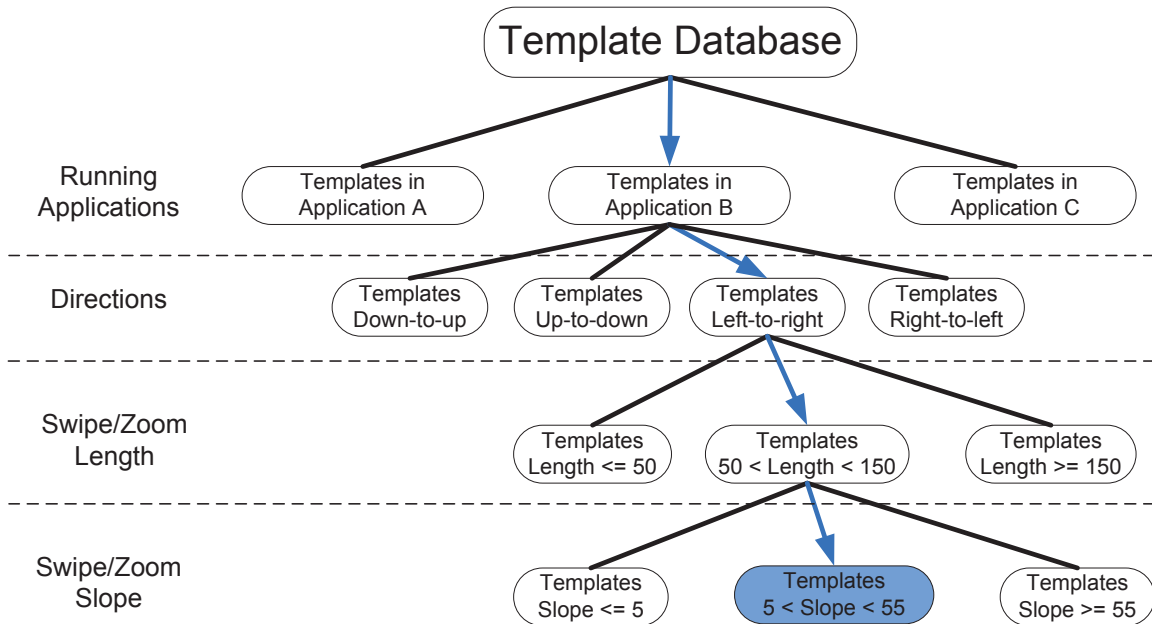 Template Database
Running
Applications
Templates in
Application A
Templates in
Application B
Templates in
Application C
Directions
Templates
Down-to-up
Templates
Up-to-down
Templates
Left-to-right
Templates
Right-to-left
Swipe/Zoom
Length
Templates
Length <= 50
Templates
50 < Length < 150
Templates
Length >= 150
Swipe/Zoom
Slope
Templates
Slope <= 5
Templates
5 < Slope < 55
Templates
Slope >= 55